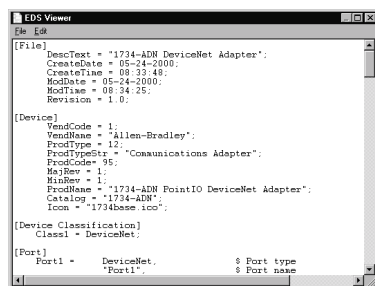 EDS Viewer
File Edit
[File]
DescText = "1734-ADN DeviceNet Adapter";
CreateDate = 05-24-2000;
CreateTime = 08:33:48;
ModDate = 05-24-2000;
ModTime = 08:34:25;
Revision = 1.0;
[Device]
VendCode = 1;
VendName = "Allen-Bradley";
ProdType = 12;
ProdTypeStr = "Communications Adapter";
ProdCode= 95;
MajRev = 1;
MinRev = 1;
ProdName = "1734-ADN PointIO DeviceNet Adapter";
Catalog = "1734-ADN";
Icon = "1734base.ico";
[Device Classification]
Class1 = DeviceNet;
[Port]
Port1 = DeviceNet, $ Port type
"Port1", $ Port name